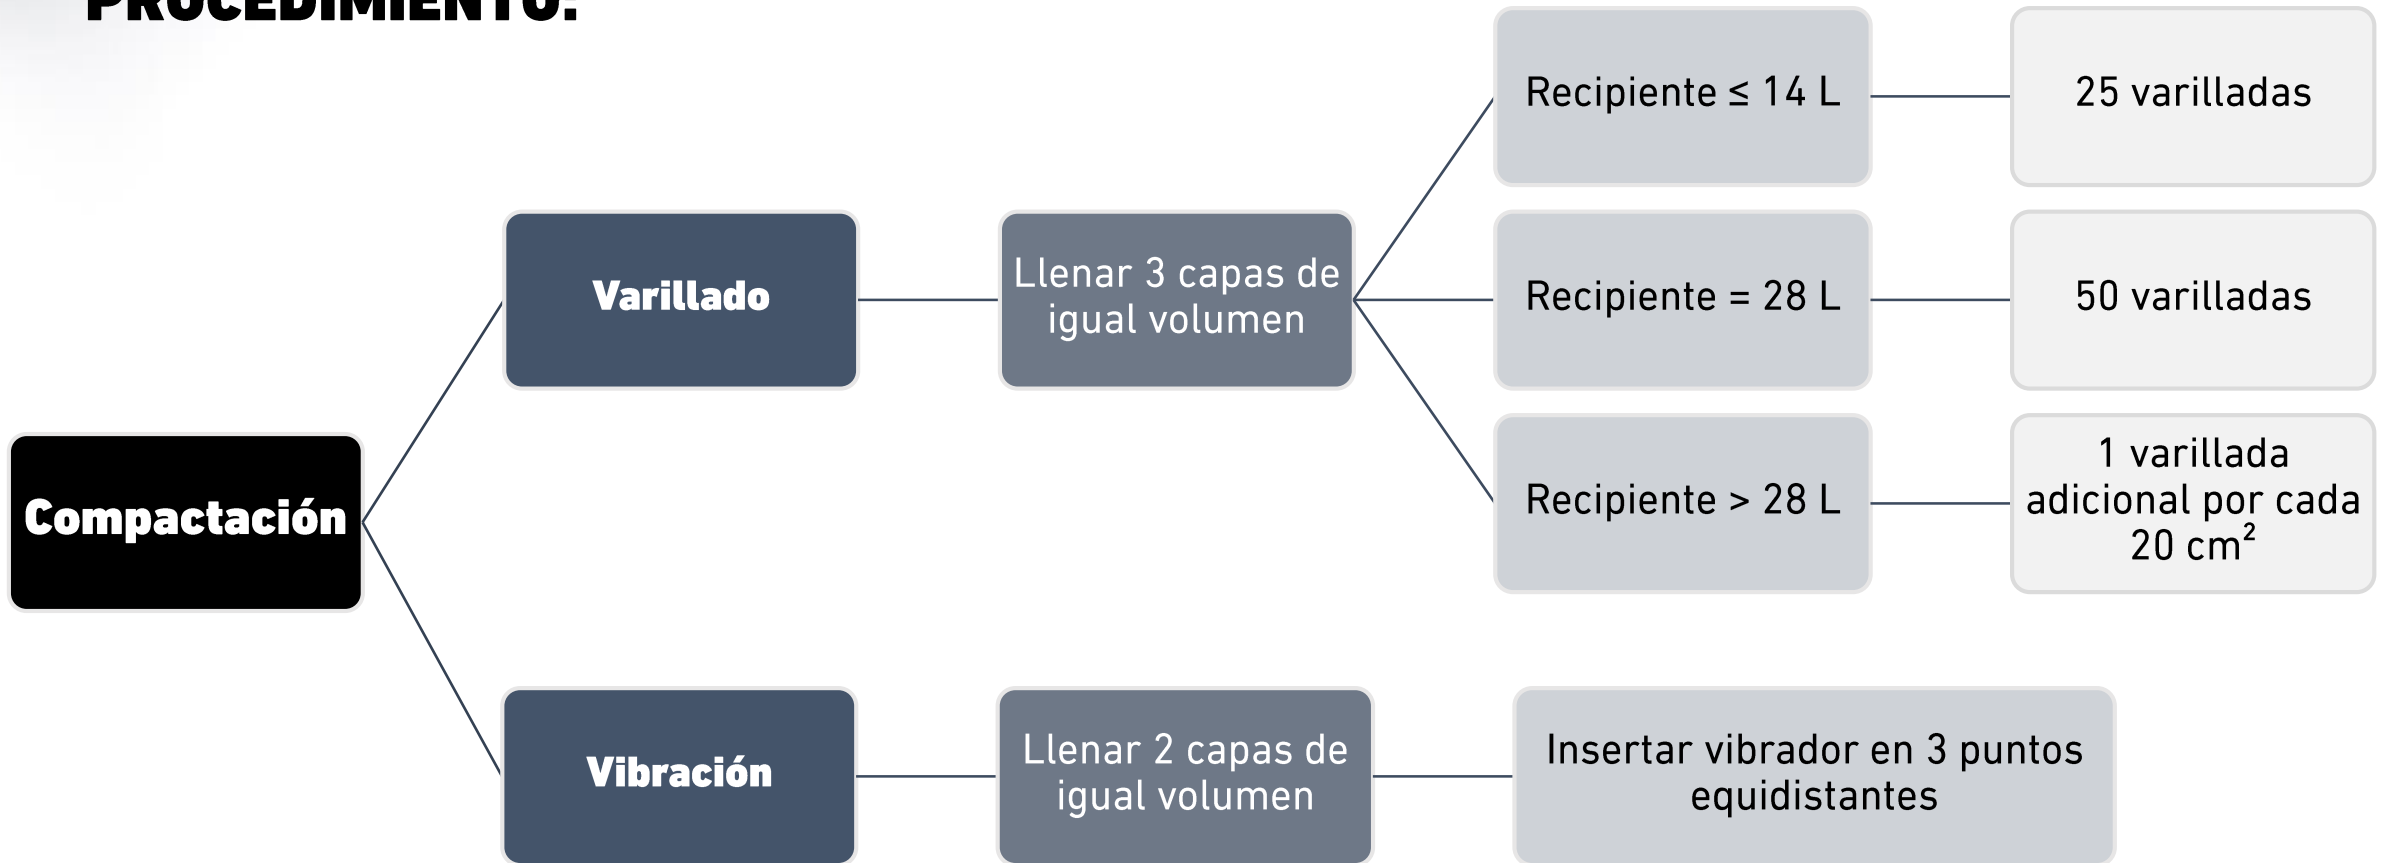 PROCEDIMIENTO:
Compactación
Varillado
Llenar 3 capas de
igual volumen
Recipiente ≤ 14 L
25 varilladas
Recipiente = 28 L
50 varilladas
Recipiente > 28 L
1 varillada
adicional por cada
20 cm²
Vibración
Llenar 2 capas de
igual volumen
Insertar vibrador en 3 puntos
equidistantes